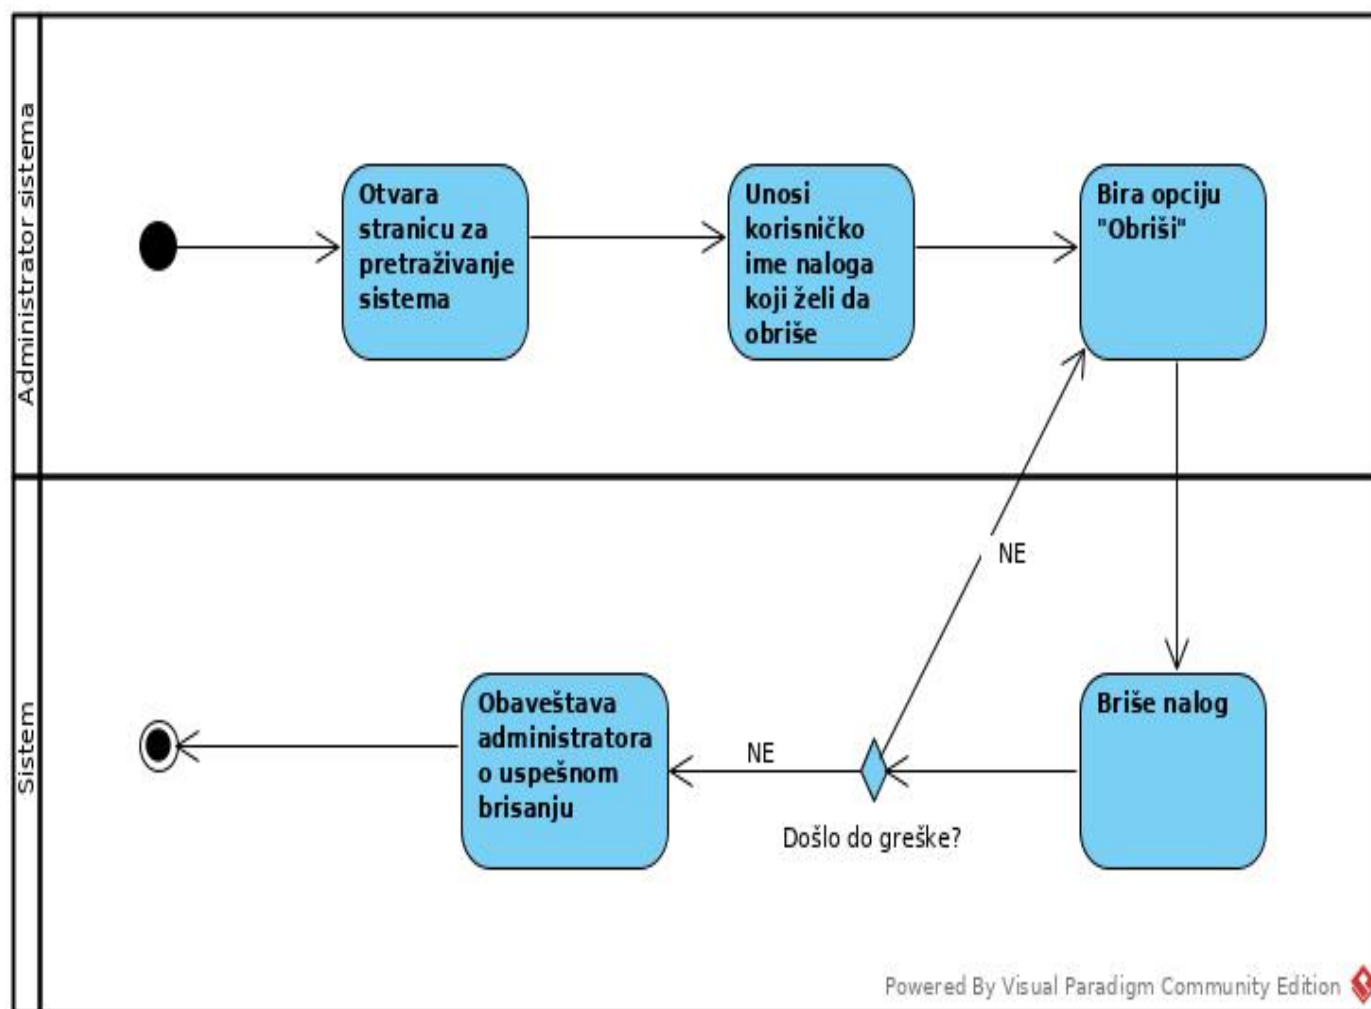 Administrator sistema
Otvara
stranicu za
pretraživanje
sistema
Unosi
korisničko
ime naloga
koji želi da
obriše
Bira opciju
"Obriši"
NE
Sistem
Obaveštava
administratora
o uspešnom
brisanju
NE
Došlo do greške?
Briše nalog
Powered By Visual Paradigm Community Edition